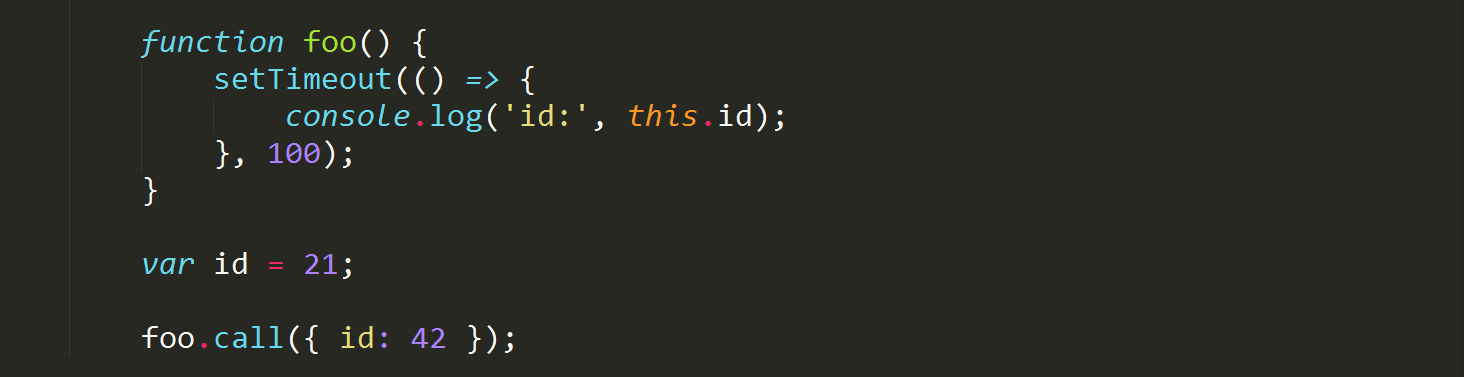 function foo() {
    setTimeout(() => {
        console.log('id:', this.id);
    }, 100);
}
var id = 21;
foo.call({ id: 42 });